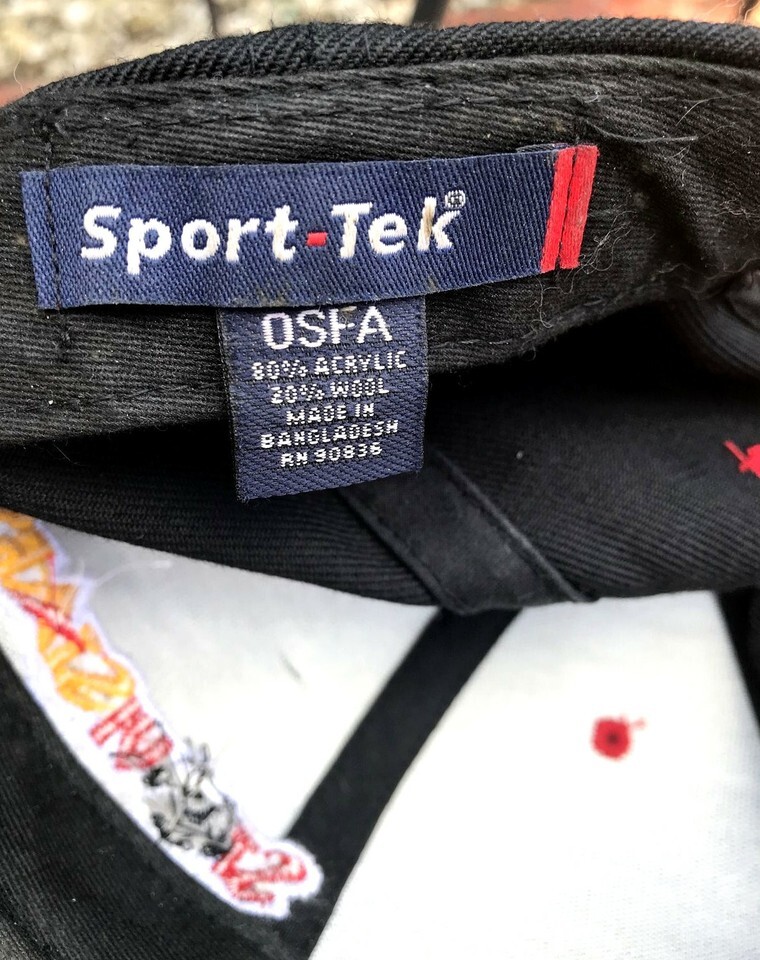 Sport-Tek®
OSFA
80% ACRYLIC
20% WOOL
MADE IN
BANGLADESH
RN 90836